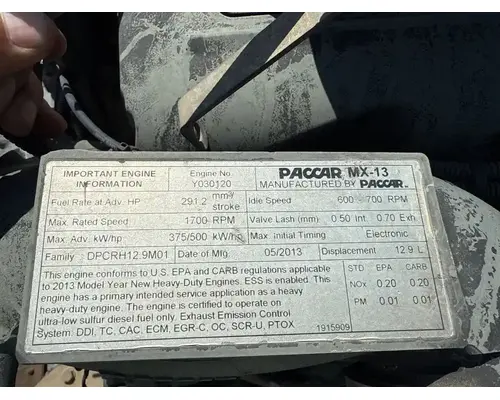 IMPORTANT ENGINE INFORMATION
Engine No. Y030120
PACCAR MX-13
MANUFACTURED BY PACCAR INC.
Fuel Rate at Adv. HP 291.2 mm³/stroke
Idle Speed 600 - 700 RPM
Max. Rated Speed 1700 RPM
Valve Lash (mm) 0.50 Int. 0.70 Exh.
Max. Adv kW/hp. 375/500 kW/hp
Max. Initial Timing Electronic
Family DPCRH12.9M01
Date of Mfg. 05/2013
Displacement 12.9 L
This engine conforms to U.S. EPA and CARB regulations applicable
to 2013 Model Year New Heavy-Duty Engines. ESS is enabled. This
engine has a primary intended service application as a heavy
heavy-duty engine. The engine is certified to operate on
ultra-low sulfur diesel fuel only. Exhaust Emission Control
System: DDI, TC, CAC, ECM, EGR-C, OC, SCR-U, PTOX
1915909
STD EPA CARB
NOx 0.20 0.20
PM 0.01 0.01